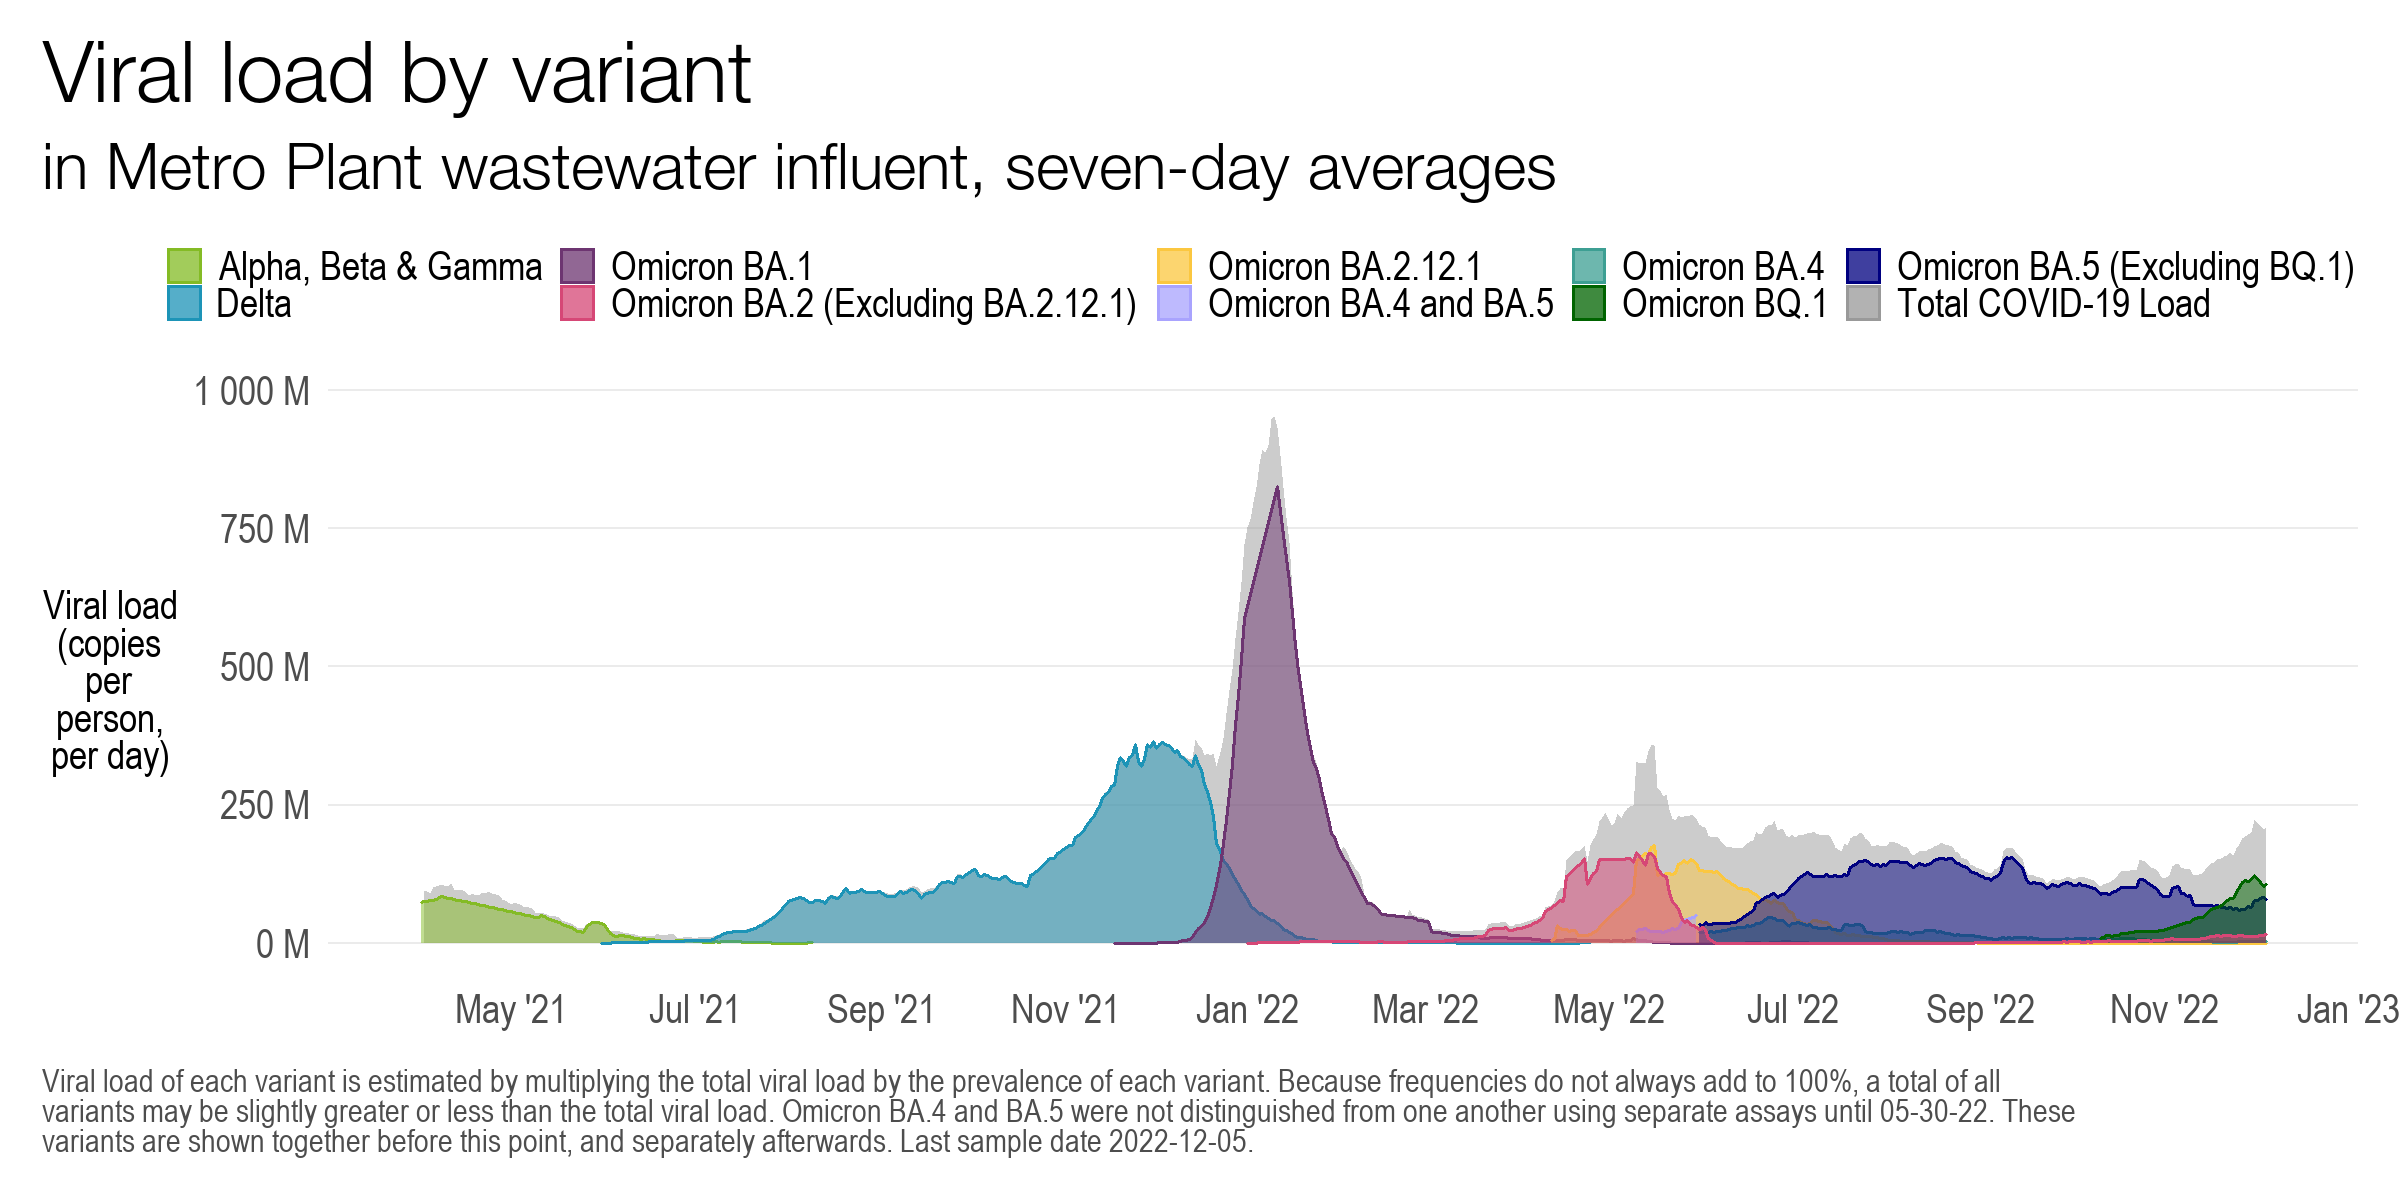 Viral load by variant
in Metro Plant wastewater influent, seven-day averages
Alpha, Beta & Gamma
Omicron BA.1
Omicron BA.2.12.1
Omicron BA.4
Omicron BA.5 (Excluding BQ.1)
Delta
Omicron BA.2 (Excluding BA.2.12.1)
Omicron BA.4 and BA.5
Omicron BQ.1
Total COVID-19 Load
1 000 M
750 M
500 M
250 M
0 M
Viral load
(copies
per
person,
per day)
May '21
Jul '21
Sep '21
Nov '21
Jan '22
Mar '22
May '22
Jul '22
Sep '22
Nov '22
Jan '23
Viral load of each variant is estimated by multiplying the total viral load by the prevalence of each variant. Because frequencies do not always add to 100%, a total of all
variants may be slightly greater or less than the total viral load. Omicron BA.4 and BA.5 were not distinguished from one another using separate assays until 05-30-22. These
variants are shown together before this point, and separately afterwards. Last sample date 2022-12-05.